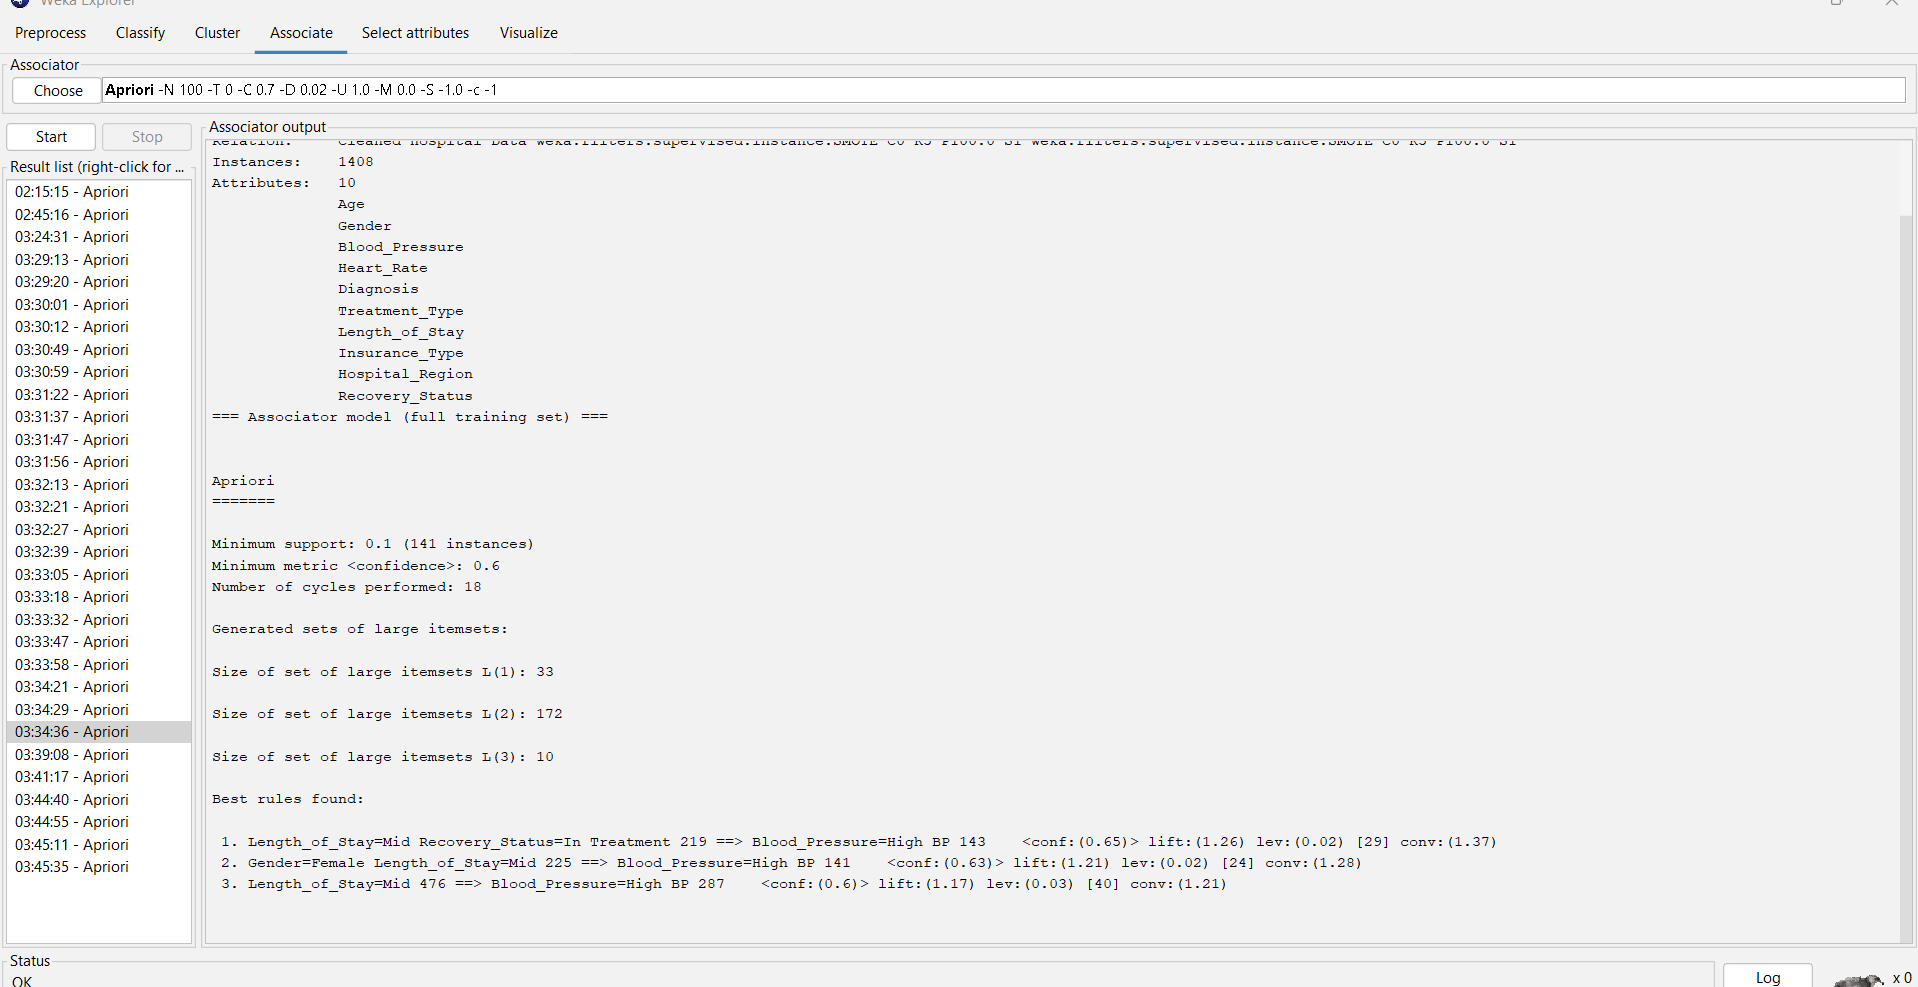 Weka Explorer
Preprocess Classify Cluster Associate Select attributes Visualize
Associator
Choose Apriori -N 100 -T 0 -C 0.7 -D 0.02 -U 1.0 -M 0.0 -S -1.0 -c -1
Start Stop
Result list (right-click for ...
02:15:15 - Apriori
02:45:16 - Apriori
03:24:31 - Apriori
03:29:13 - Apriori
03:29:20 - Apriori
03:30:01 - Apriori
03:30:12 - Apriori
03:30:49 - Apriori
03:30:59 - Apriori
03:31:22 - Apriori
03:31:37 - Apriori
03:31:47 - Apriori
03:31:56 - Apriori
03:32:13 - Apriori
03:32:21 - Apriori
03:32:27 - Apriori
03:32:39 - Apriori
03:33:05 - Apriori
03:33:18 - Apriori
03:33:32 - Apriori
03:33:47 - Apriori
03:33:58 - Apriori
03:34:21 - Apriori
03:34:29 - Apriori
03:34:36 - Apriori
03:39:08 - Apriori
03:41:17 - Apriori
03:44:40 - Apriori
03:44:55 - Apriori
03:45:11 - Apriori
03:45:35 - Apriori
Associator output
Relation: Cleaned Hospital Data-weka.filters.supervised.instance.SMOTE-C0-K5-P100.0-S1-weka.filters.supervised.instance.SMOTE-C0-K5-P100.0-S1
Instances: 1408
Attributes: 10
Age
Gender
Blood_Pressure
Heart_Rate
Diagnosis
Treatment_Type
Length_of_Stay
Insurance_Type
Hospital_Region
Recovery_Status
=== Associator model (full training set) ===
Apriori
=======
Minimum support: 0.1 (141 instances)
Minimum metric <confidence>: 0.6
Number of cycles performed: 18
Generated sets of large itemsets:
Size of set of large itemsets L(1): 33
Size of set of large itemsets L(2): 172
Size of set of large itemsets L(3): 10
Best rules found:
1. Length_of_Stay=Mid Recovery_Status=In Treatment 219 ==> Blood_Pressure=High BP 143 <conf:(0.65)> lift:(1.26) lev:(0.02) [29] conv:(1.37)
2. Gender=Female Length_of_Stay=Mid 225 ==> Blood_Pressure=High BP 141 <conf:(0.63)> lift:(1.21) lev:(0.02) [24] conv:(1.28)
3. Length_of_Stay=Mid 476 ==> Blood_Pressure=High BP 287 <conf:(0.6)> lift:(1.17) lev:(0.03) [40] conv:(1.21)
Status
OK
Log
x 0